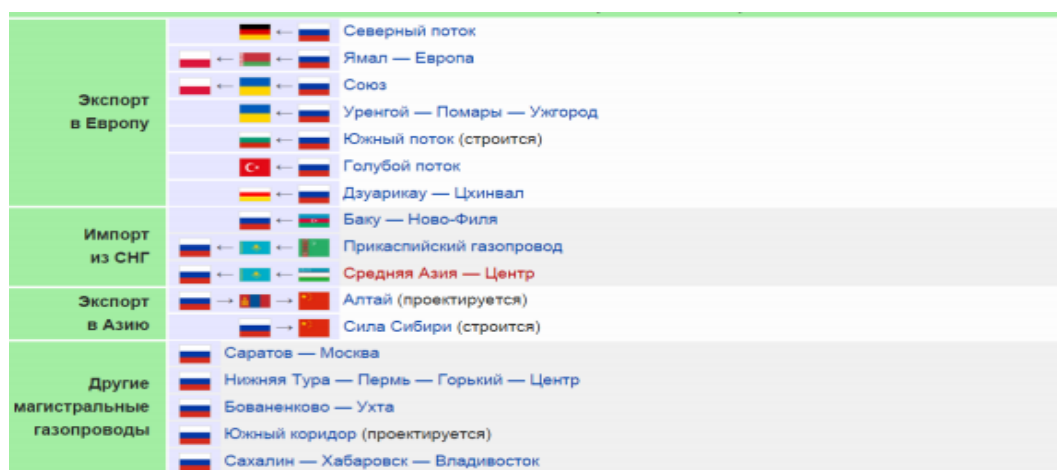 Экспорт
в Европу
Северный поток
Ямал — Европа
Союз
Уренгой — Помары — Ужгород
Южный поток (строится)
Голубой поток
Дзуарикау — Цхинвал
Импорт
из СНГ
Баку — Ново-Филя
Прикаспийский газопровод
Средняя Азия — Центр
Экспорт
в Азию
Алтай (проектируется)
Сила Сибири (строится)
Другие
магистральные
газопроводы
Саратов — Москва
Нижняя Тура — Пермь — Горький — Центр
Бованенково — Ухта
Южный коридор (проектируется)
Сахалин — Хабаровск — Владивосток